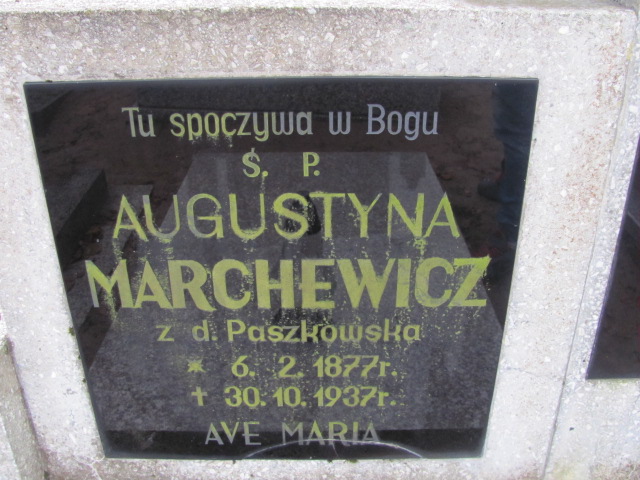 Tu spoczywa w Bogu
Ś. P.
AUGUSTYNA
MARCHEWICZ
z d. Paszkowska
* 6. 2. 1877r.
† 30. 10. 1937r.
AVE MARIA